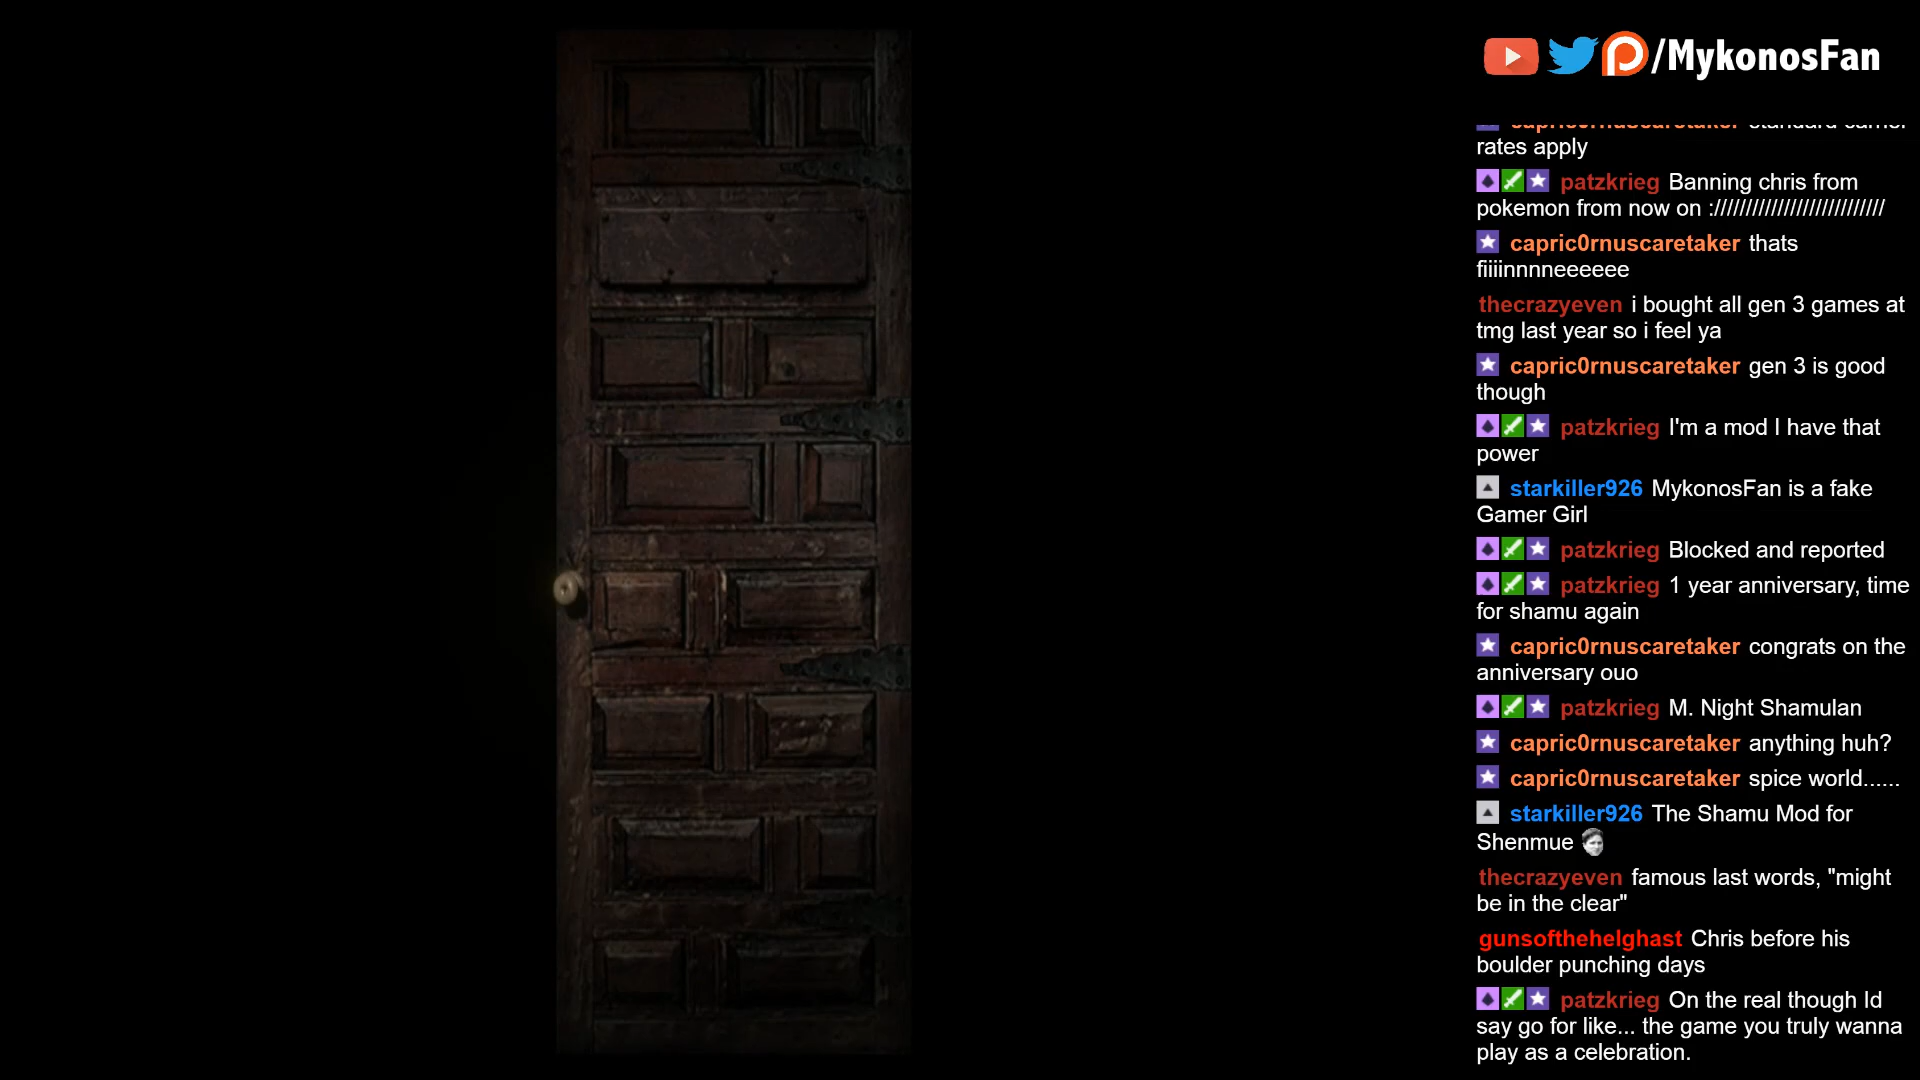 /MykonosFan
capric0rnuscaretaker standard carrier
rates apply
patzkrieg Banning chris from
pokemon from now on :///////////////////////////
capric0rnuscaretaker thats
fiiiinnnneeeeee
thecrazyeven i bought all gen 3 games at
tmg last year so i feel ya
capric0rnuscaretaker gen 3 is good
though
patzkrieg I'm a mod I have that
power
starkiller926 MykonosFan is a fake
Gamer Girl
patzkrieg Blocked and reported
patzkrieg 1 year anniversary, time
for shamu again
capric0rnuscaretaker congrats on the
anniversary ouo
patzkrieg M. Night Shamulan
capric0rnuscaretaker anything huh?
capric0rnuscaretaker spice world......
starkiller926 The Shamu Mod for
Shenmue
thecrazyeven famous last words, "might
be in the clear"
gunsofthehelghast Chris before his
boulder punching days
patzkrieg On the real though Id
say go for like... the game you truly wanna
play as a celebration.